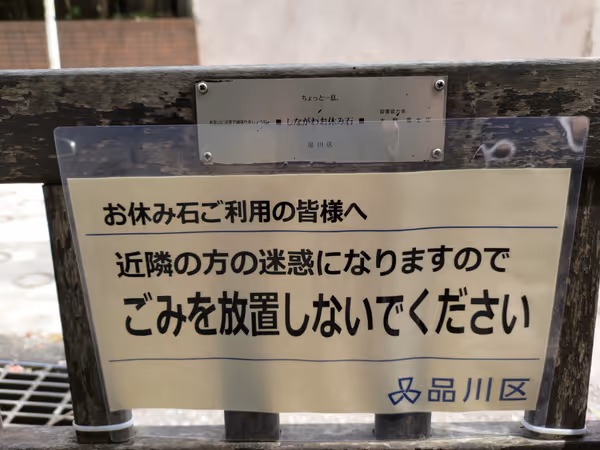 ちょっと一息。
しながわお休み石
品川区
お休み石ご利用の皆様へ
近隣の方の迷惑になりますので
ごみを放置しないでください
品川区